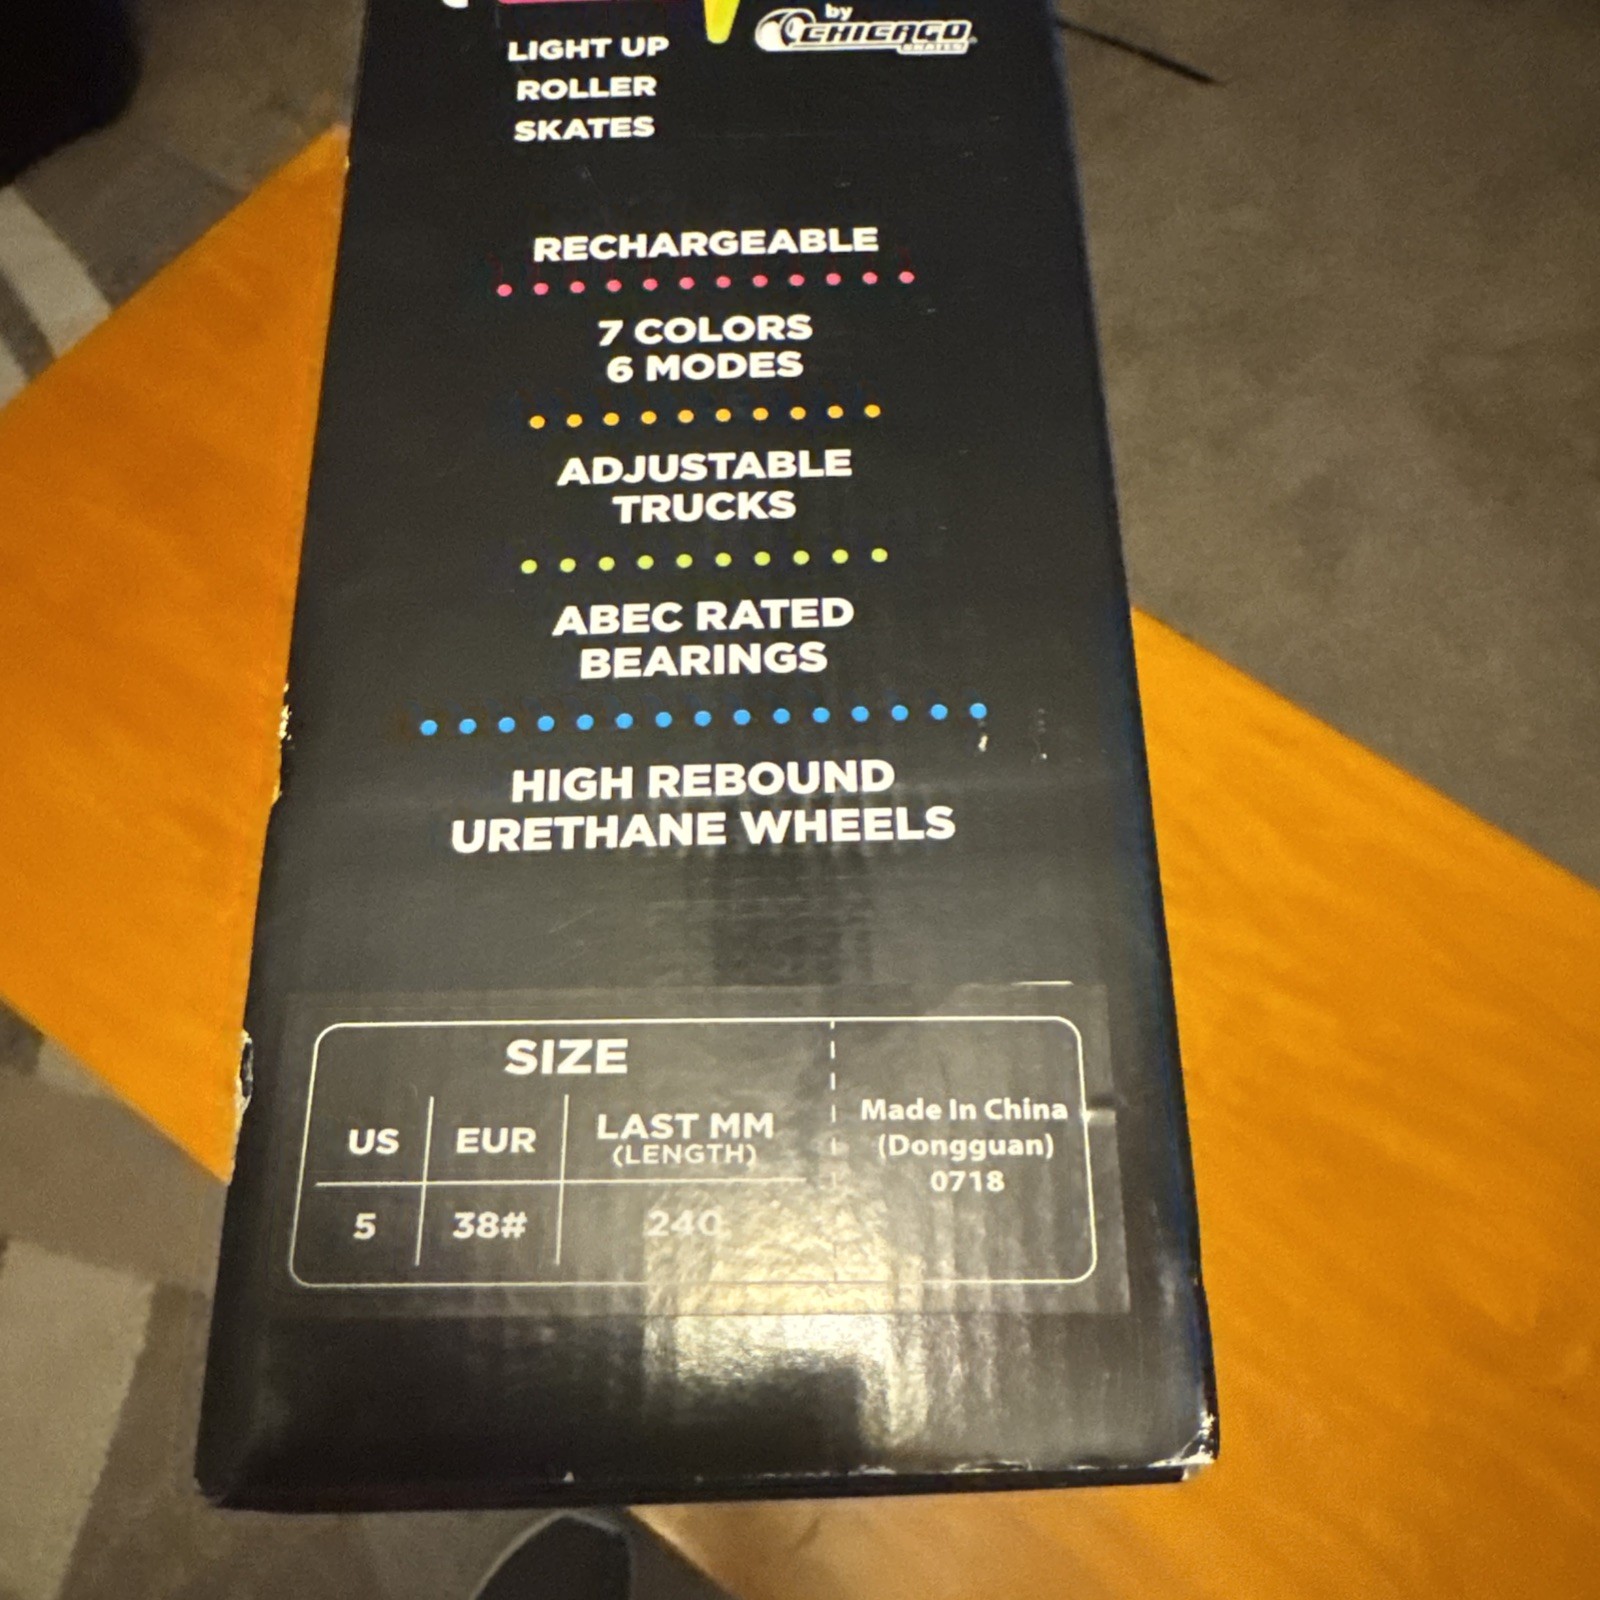 by
CHICAGO
SKATES
LIGHT UP
ROLLER
SKATES
RECHARGEABLE
7 COLORS
6 MODES
ADJUSTABLE
TRUCKS
ABEC RATED
BEARINGS
HIGH REBOUND
URETHANE WHEELS
SIZE
US EUR LAST MM
(LENGTH)
5 38# 240
Made In China
(Dongguan)
0718